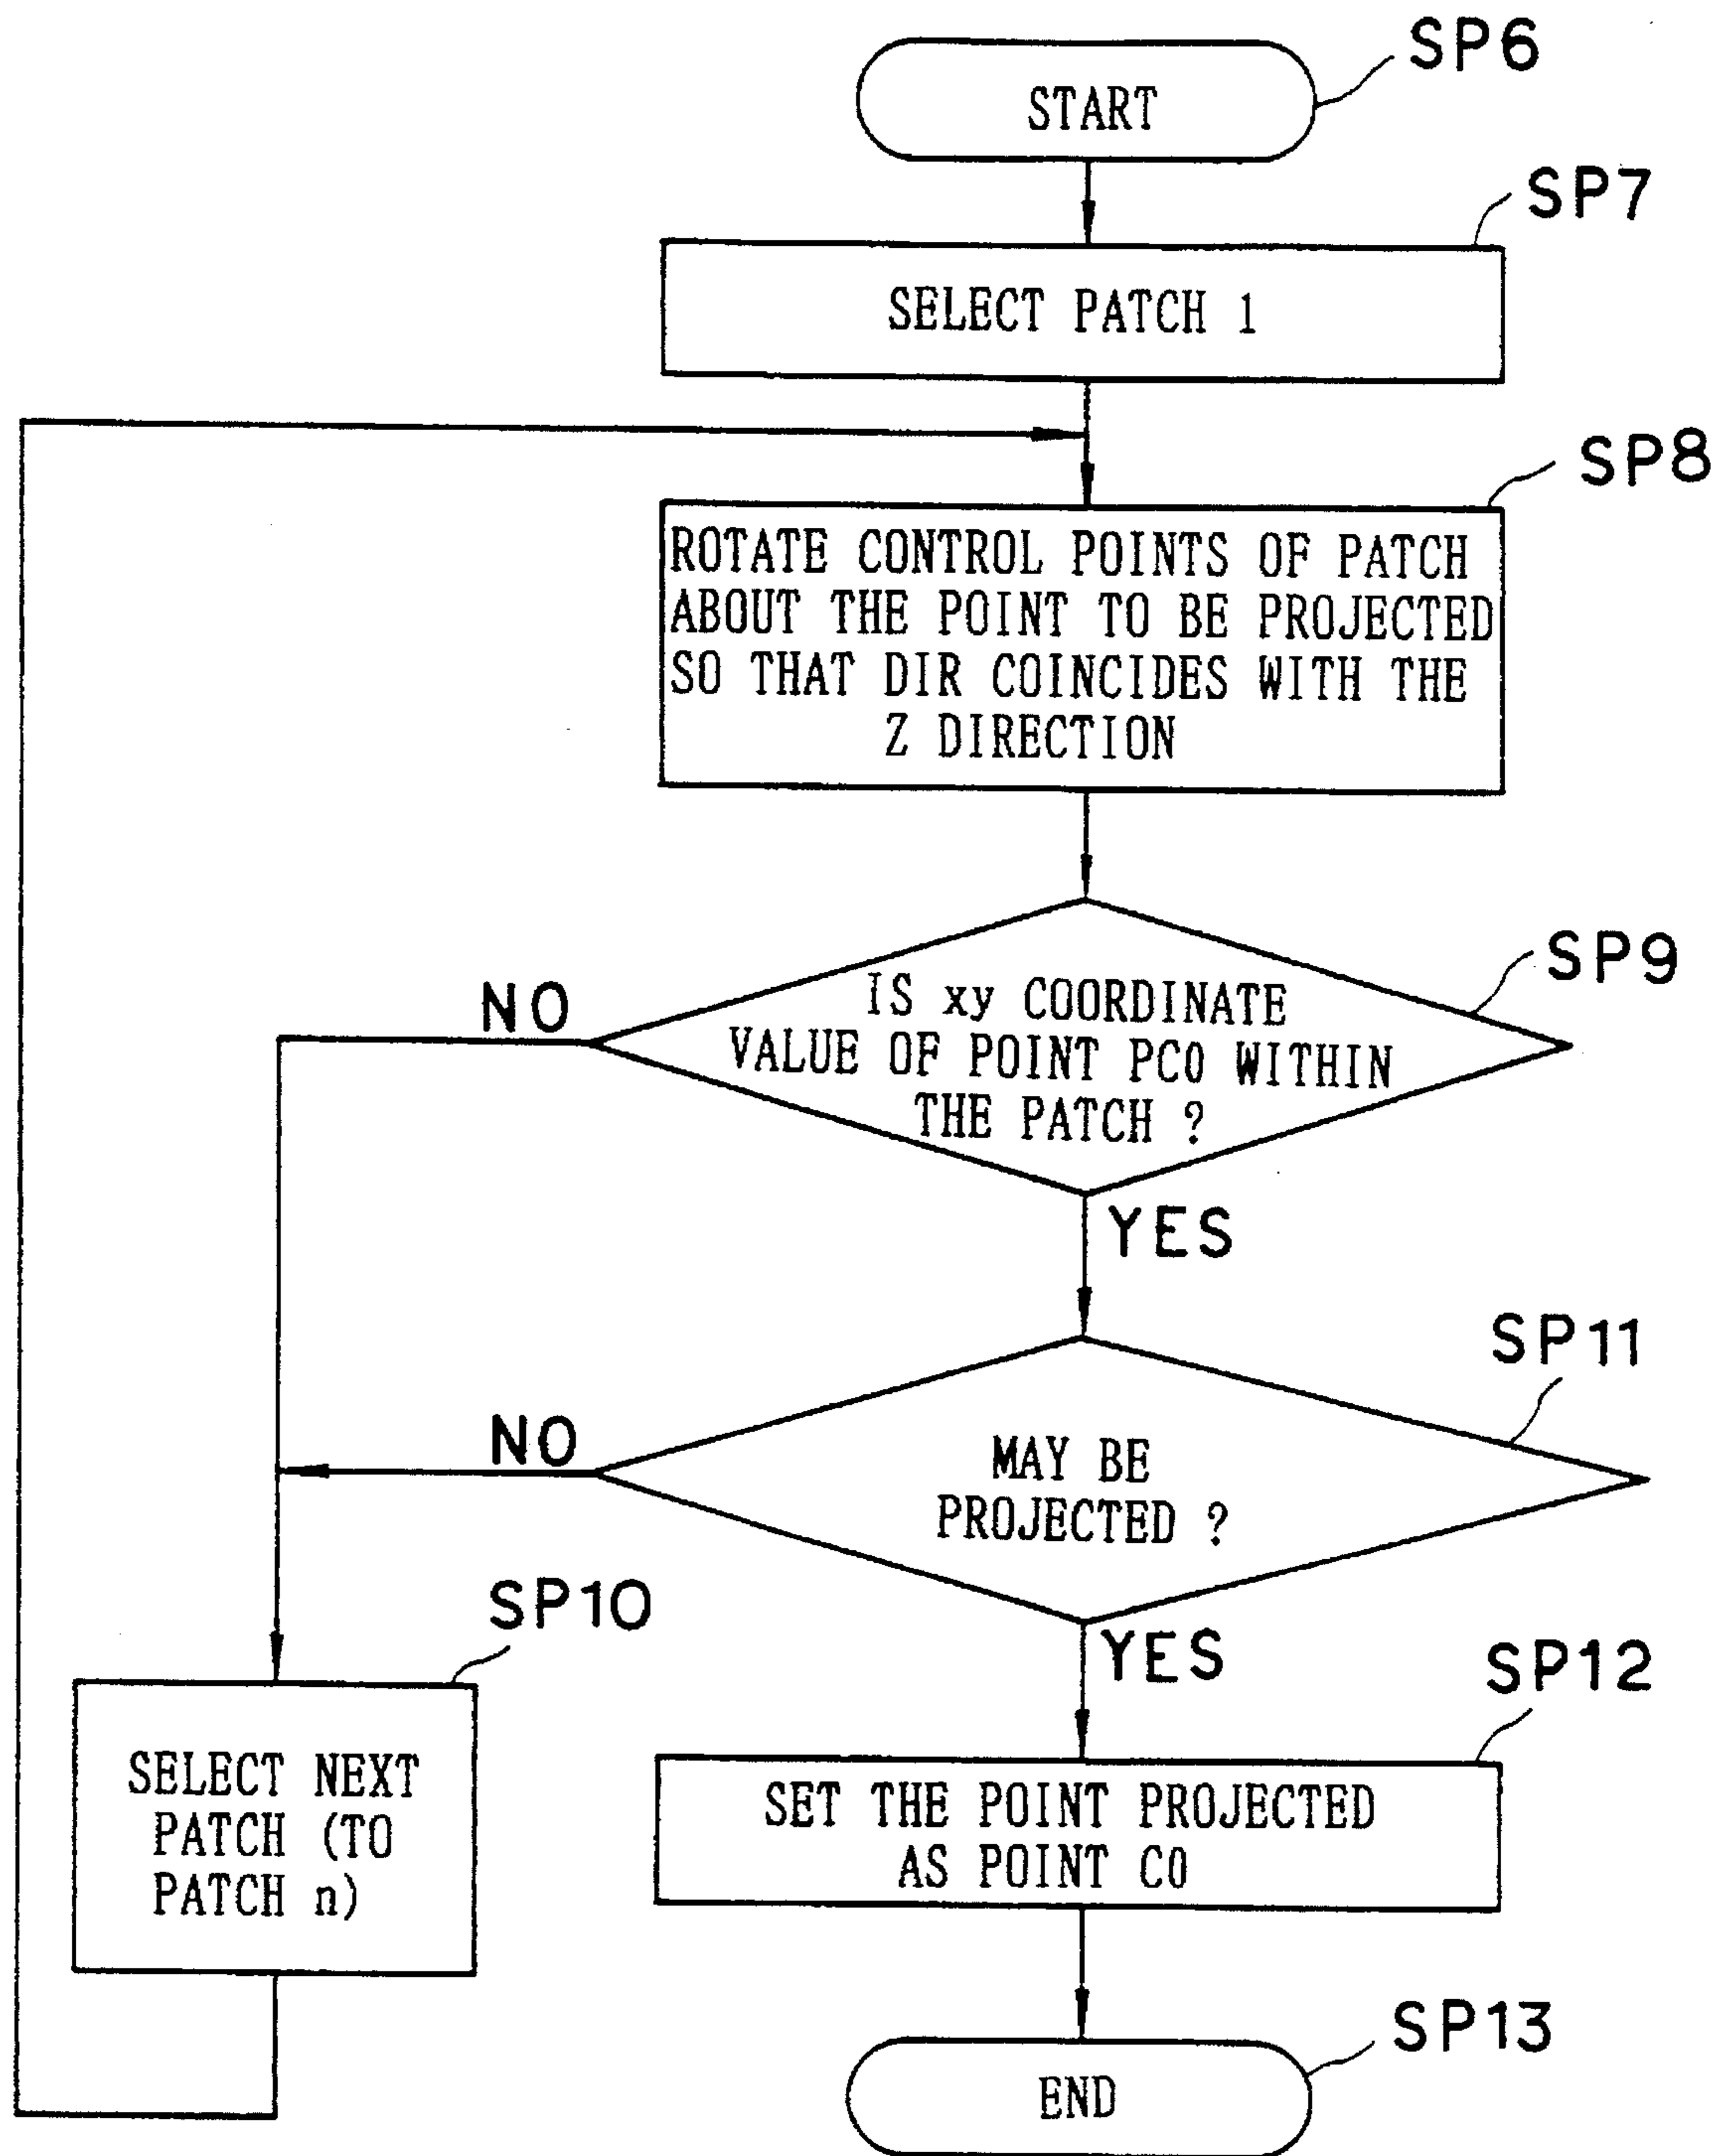 SP6
START
SP7
SELECT PATCH 1
SP8
ROTATE CONTROL POINTS OF PATCH
ABOUT THE POINT TO BE PROJECTED
SO THAT DIR COINCIDES WITH THE
Z DIRECTION
SP9
NO
IS xy COORDINATE
VALUE OF POINT PC0 WITHIN
THE PATCH ?
YES
SP11
NO
MAY BE
PROJECTED ?
SP10
YES
SP12
SELECT NEXT
PATCH (TO
PATCH n)
SET THE POINT PROJECTED
AS POINT C0
SP13
END